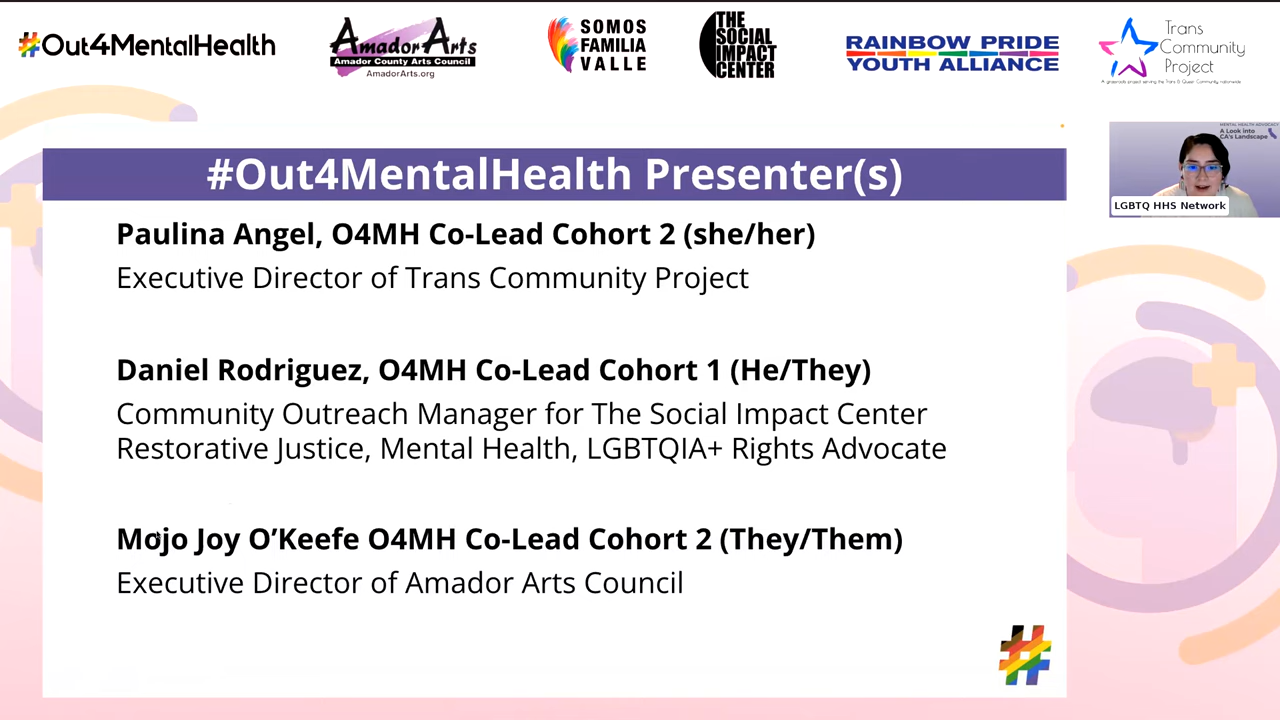 #Out4MentalHealth
AmadorArts
Amador County Arts Council
AmadorArts.org
SOMOS
FAMILIA
VALLE
THE
SOCIAL
IMPACT
CENTER
RAINBOW PRIDE
YOUTH ALLIANCE
Trans
Community
Project
A grassroots project serving the Trans & Queer Community nationwide
MENTAL HEALTH ADVOCACY
A Look into
CA's Landscape
LGBTQ HHS Network
#Out4MentalHealth Presenter(s)
Paulina Angel, O4MH Co-Lead Cohort 2 (she/her)
Executive Director of Trans Community Project
Daniel Rodriguez, O4MH Co-Lead Cohort 1 (He/They)
Community Outreach Manager for The Social Impact Center
Restorative Justice, Mental Health, LGBTQIA+ Rights Advocate
Mojo Joy O’Keefe O4MH Co-Lead Cohort 2 (They/Them)
Executive Director of Amador Arts Council
#